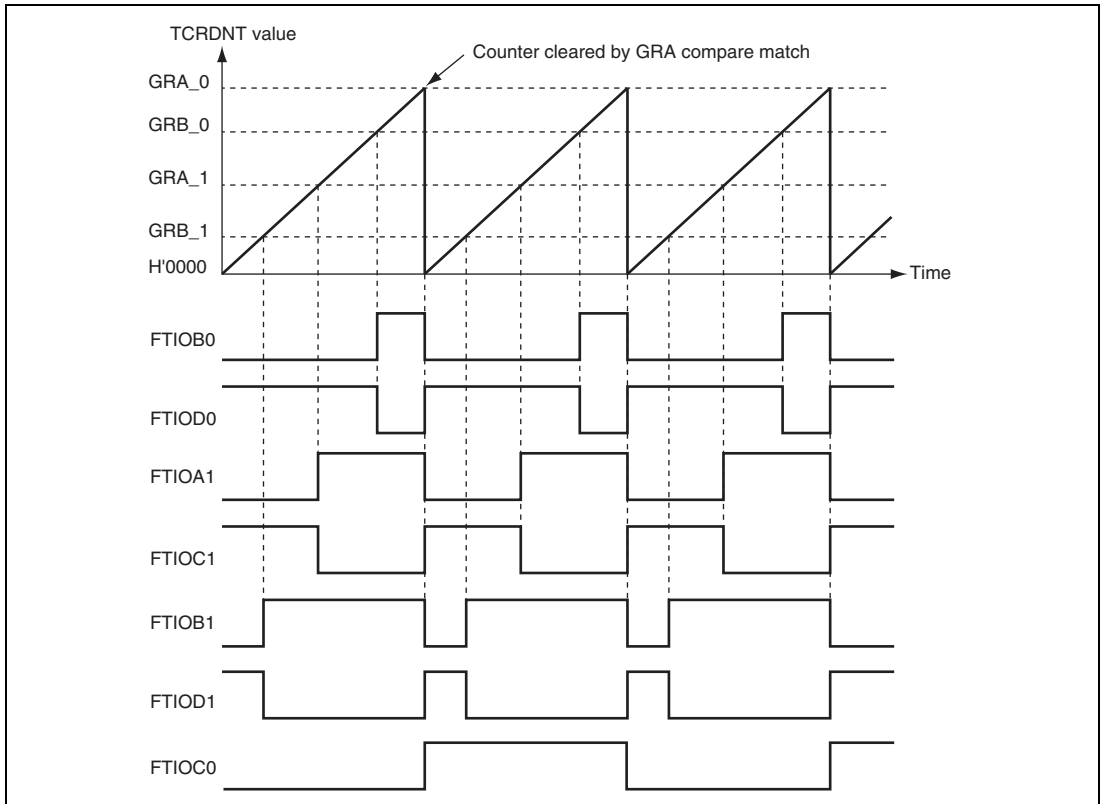 TCRDNT value
Counter cleared by GRA compare match
GRA_0
GRB_0
GRA_1
GRB_1
H'0000
Time
FTIOB0
FTIOD0
FTIOA1
FTIOC1
FTIOB1
FTIOD1
FTIOC0